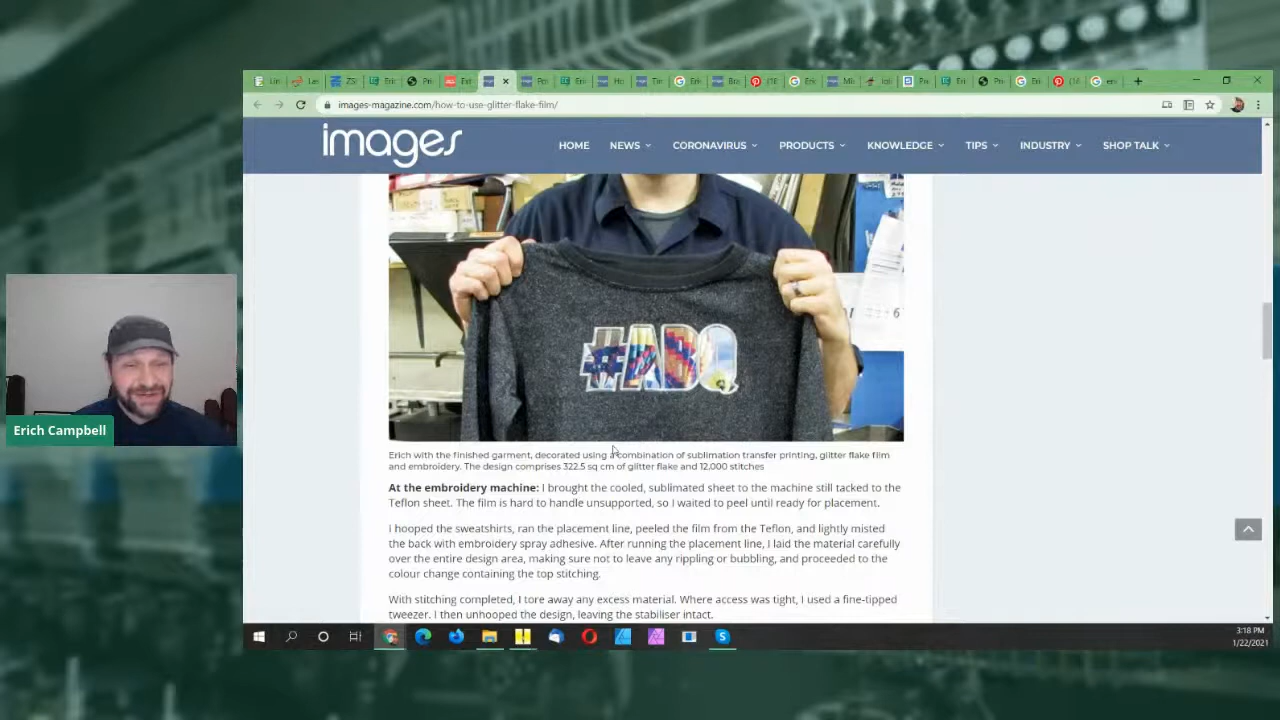 images-magazine.com/how-to-use-glitter-flake-film/
images
HOME NEWS CORONAVIRUS PRODUCTS KNOWLEDGE TIPS INDUSTRY SHOP TALK
#ABQ
Erich with the finished garment, decorated using a combination of sublimation transfer printing, glitter flake film
and embroidery. The design comprises 322.5 sq cm of glitter flake and 12,000 stitches
At the embroidery machine: I brought the cooled, sublimated sheet to the machine still tacked to the
Teflon sheet. The film is hard to handle unsupported, so I waited to peel until ready for placement.
I hooped the sweatshirts, ran the placement line, peeled the film from the Teflon, and lightly misted
the back with embroidery spray adhesive. After running the placement line, I laid the material carefully
over the entire design area, making sure not to leave any rippling or bubbling, and proceeded to the
colour change containing the top stitching.
With stitching completed, I tore away any excess material. Where access was tight, I used a fine-tipped
tweezer. I then unhooped the design, leaving the stabiliser intact.
Erich Campbell
3:18 PM
1/22/2021